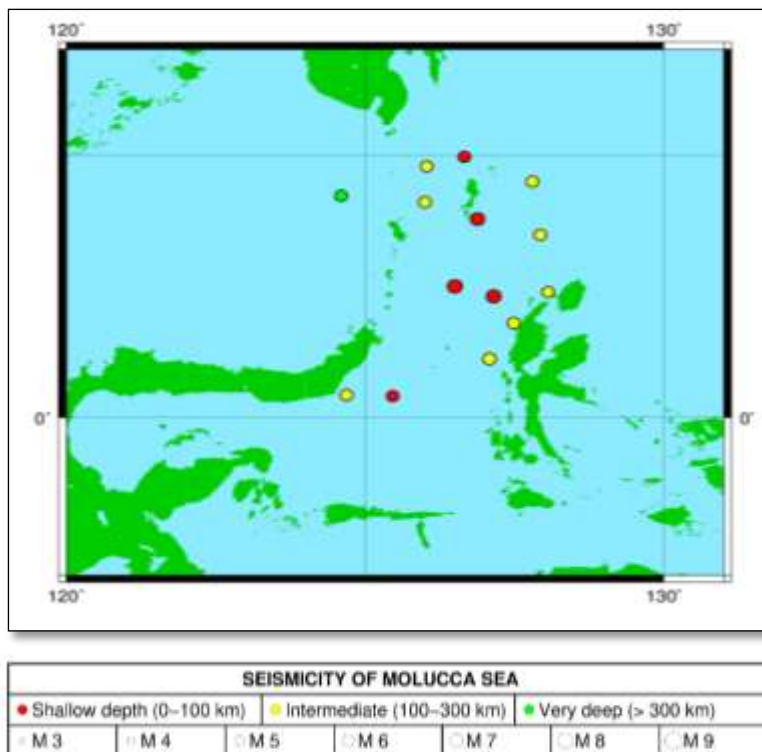 120° 130°
0° 0°
120° 130°
SEISMICITY OF MOLUCCA SEA
Shallow depth (0–100 km) Intermediate (100–300 km) Very deep (> 300 km)
M 3 M 4 M 5 M 6 M 7 M 8 M 9